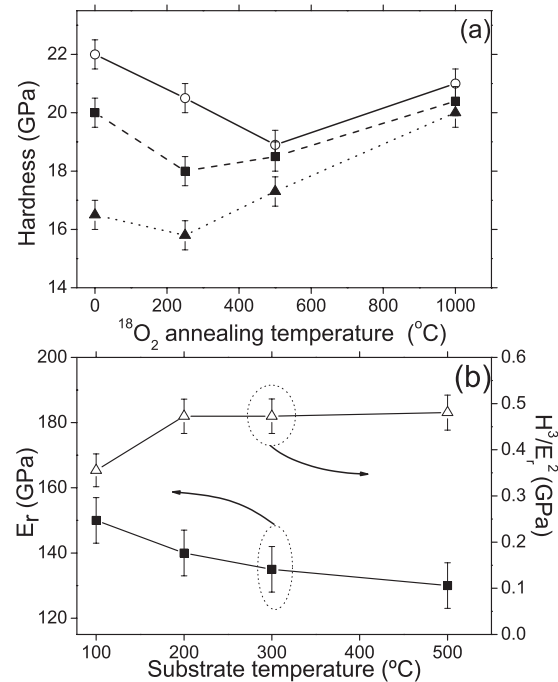 (a)
22
20
18
16
14
Hardness (GPa)
0 200 400 600 800 1000
¹⁸O₂ annealing temperature (°C)
(b)
200
180
160
140
120
Er (GPa)
0.6
0.5
0.4
0.3
0.2
0.1
0.0
H³/Er² (GPa)
100 200 300 400 500
Substrate temperature (ºC)